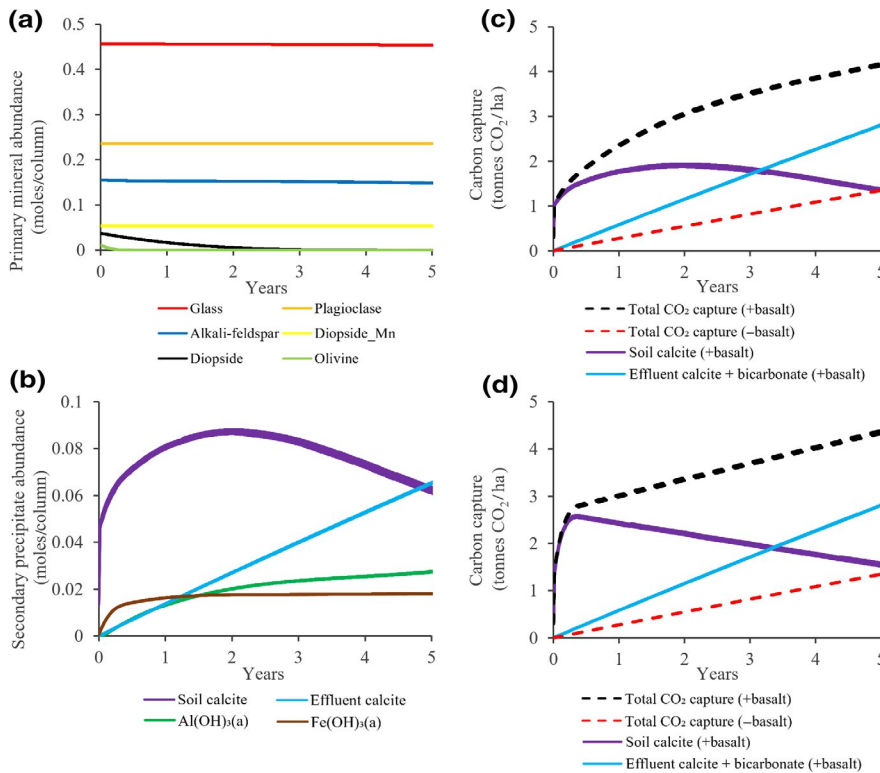 (a)
0.5
0.4
0.3
0.2
0.1
0
Primary mineral abundance
(moles/column)
0 1 2 3 4 5
Years
Glass
Plagioclase
Alkali-feldspar
Diopside_Mn
Diopside
Olivine
(b)
0.1
0.08
0.06
0.04
0.02
0
Secondary precipitate abundance
(moles/column)
0 1 2 3 4 5
Years
Soil calcite
Effluent calcite
Al(OH)₃(a)
Fe(OH)₃(a)
(c)
5
4
3
2
1
0
Carbon capture
(tonnes CO₂/ha)
0 1 2 3 4 5
Years
Total CO₂ capture (+basalt)
Total CO₂ capture (–basalt)
Soil calcite (+basalt)
Effluent calcite + bicarbonate (+basalt)
(d)
5
4
3
2
1
0
Carbon capture
(tonnes CO₂/ha)
0 1 2 3 4 5
Years
Total CO₂ capture (+basalt)
Total CO₂ capture (–basalt)
Soil calcite (+basalt)
Effluent calcite + bicarbonate (+basalt)